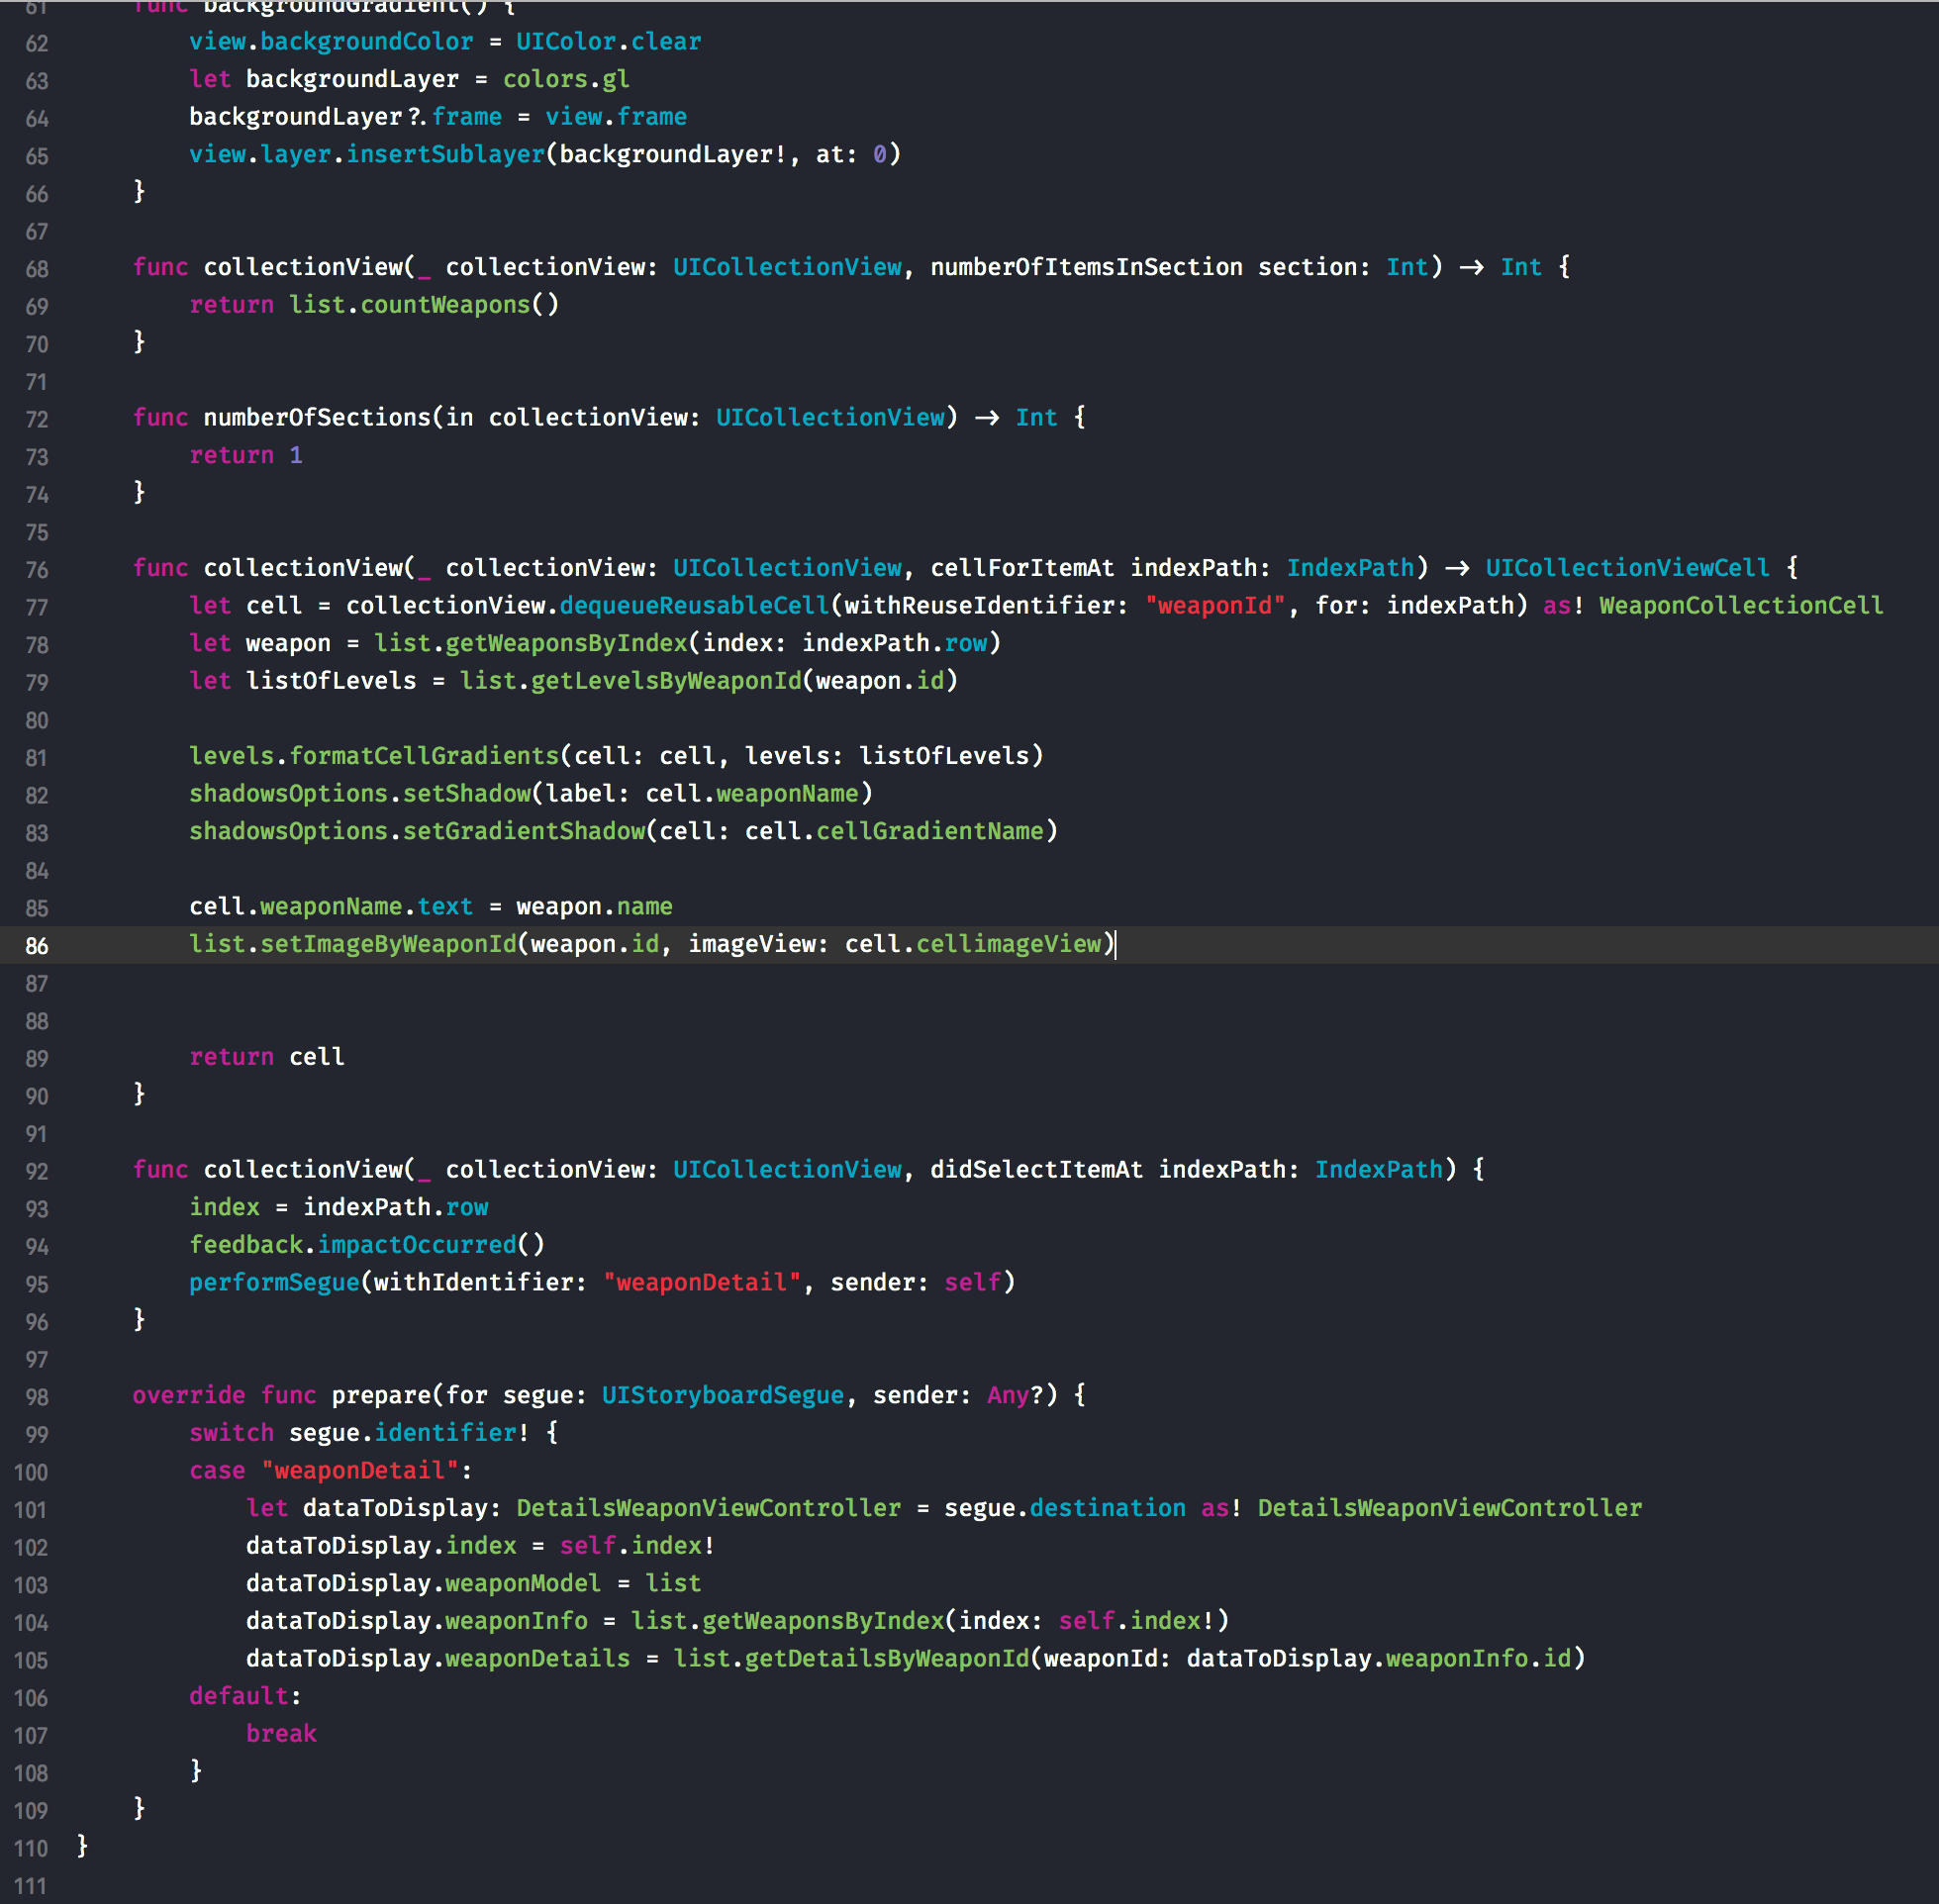 61 func backgroundGradient() {
62 view.backgroundColor = UIColor.clear
63 let backgroundLayer = colors.gl
64 backgroundLayer?.frame = view.frame
65 view.layer.insertSublayer(backgroundLayer!, at: 0)
66 }
67
68 func collectionView(_ collectionView: UICollectionView, numberOfItemsInSection section: Int) -> Int {
69 return list.countWeapons()
70 }
71
72 func numberOfSections(in collectionView: UICollectionView) -> Int {
73 return 1
74 }
75
76 func collectionView(_ collectionView: UICollectionView, cellForItemAt indexPath: IndexPath) -> UICollectionViewCell {
77 let cell = collectionView.dequeueReusableCell(withReuseIdentifier: "weaponId", for: indexPath) as! WeaponCollectionCell
78 let weapon = list.getWeaponsByIndex(index: indexPath.row)
79 let listOfLevels = list.getLevelsByWeaponId(weapon.id)
80
81 levels.formatCellGradients(cell: cell, levels: listOfLevels)
82 shadowsOptions.setShadow(label: cell.weaponName)
83 shadowsOptions.setGradientShadow(cell: cell.cellGradientName)
84
85 cell.weaponName.text = weapon.name
86 list.setImageByWeaponId(weapon.id, imageView: cell.cellimageView)
87
88
89 return cell
90 }
91
92 func collectionView(_ collectionView: UICollectionView, didSelectItemAt indexPath: IndexPath) {
93 index = indexPath.row
94 feedback.impactOccurred()
95 performSegue(withIdentifier: "weaponDetail", sender: self)
96 }
97
98 override func prepare(for segue: UIStoryboardSegue, sender: Any?) {
99 switch segue.identifier! {
100 case "weaponDetail":
101 let dataToDisplay: DetailsWeaponViewController = segue.destination as! DetailsWeaponViewController
102 dataToDisplay.index = self.index!
103 dataToDisplay.weaponModel = list
104 dataToDisplay.weaponInfo = list.getWeaponsByIndex(index: self.index!)
105 dataToDisplay.weaponDetails = list.getDetailsByWeaponId(weaponId: dataToDisplay.weaponInfo.id)
106 default:
107 break
108 }
109 }
110 }
111